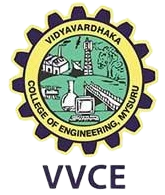 VIDYAVARDHAKA
COLLEGE OF ENGINEERING, MYSURU
VVCE